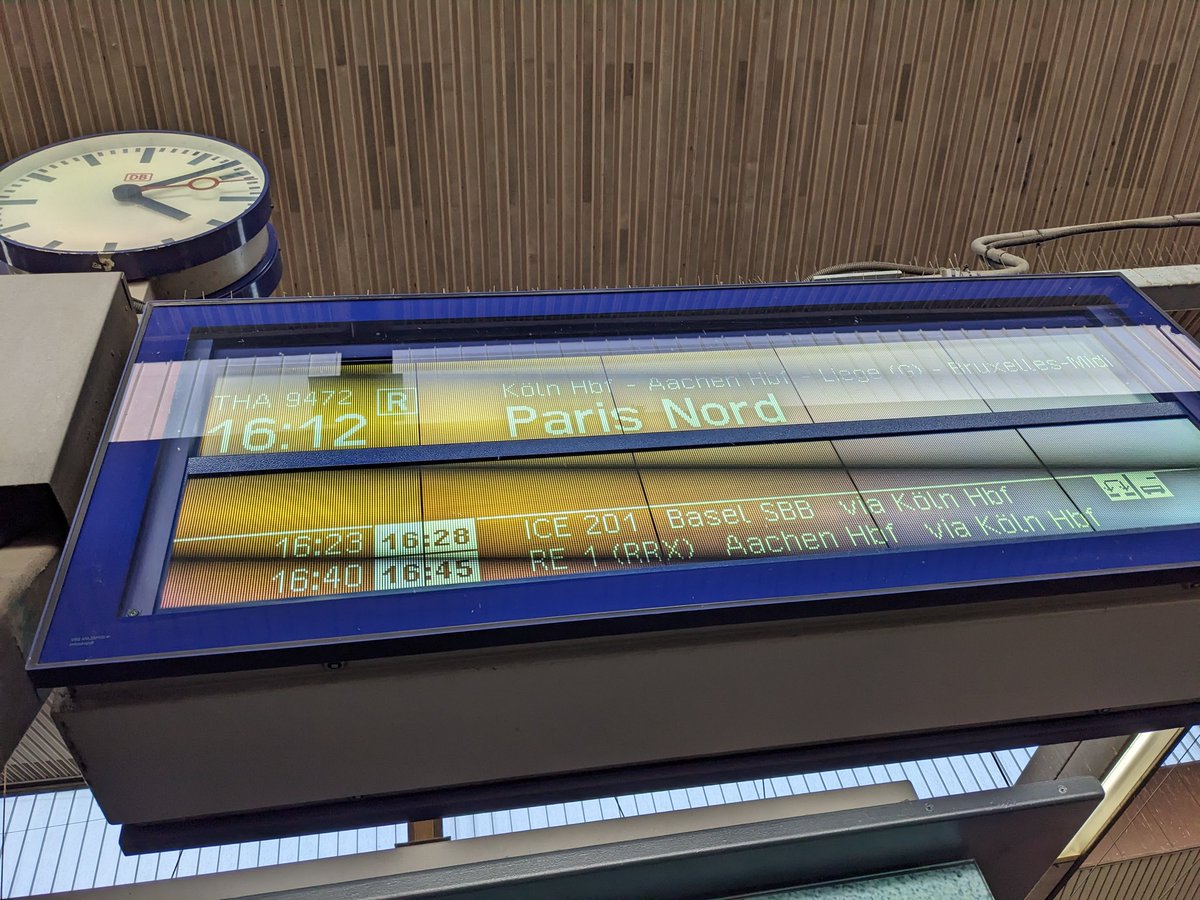 DB
THA 9472 R Köln Hbf - Aachen Hbf - Liege (G) - Bruxelles-Midi
16:12 Paris Nord
16:23 16:28 ICE 201 Basel SBB via Köln Hbf
16:40 16:45 RE 1 (RRX) Aachen Hbf via Köln Hbf